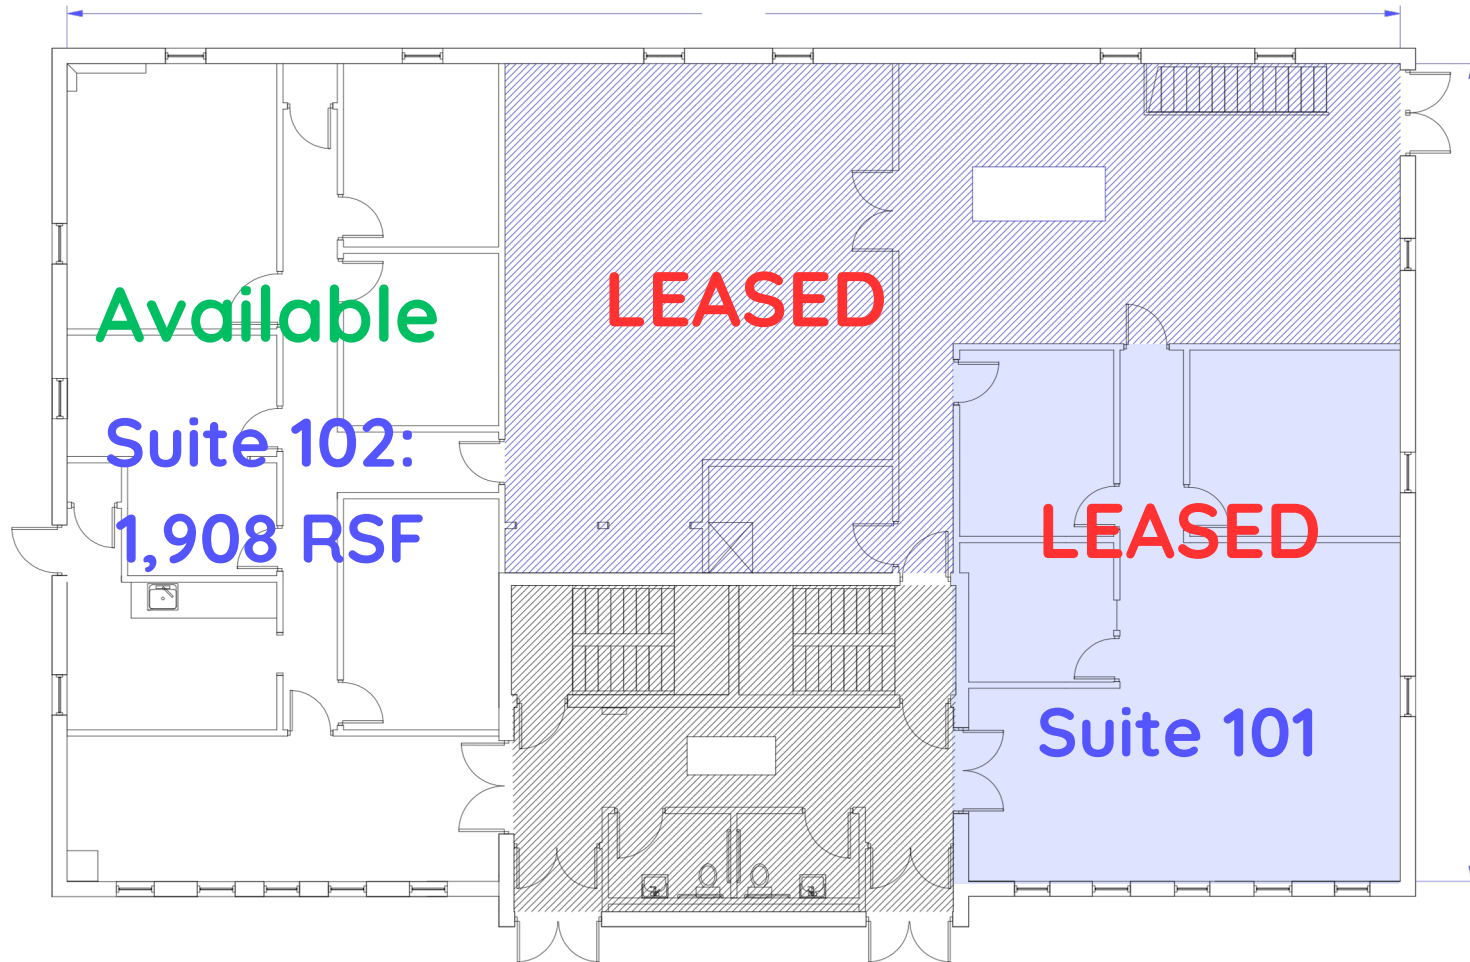 Available
LEASED
Suite 102:
1,908 RSF
LEASED
Suite 101